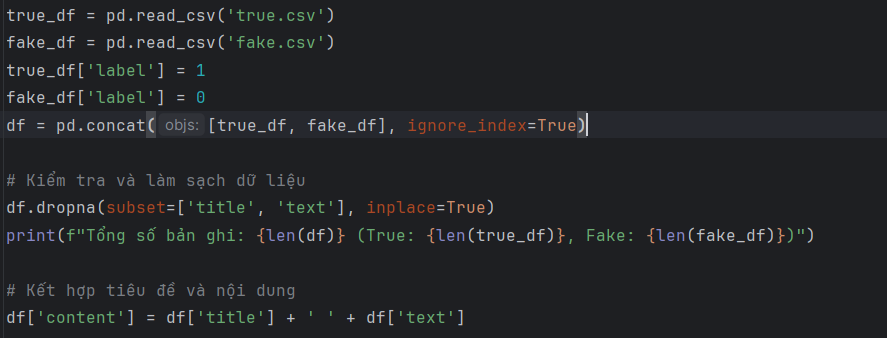 true_df = pd.read_csv('true.csv')
fake_df = pd.read_csv('fake.csv')
true_df['label'] = 1
fake_df['label'] = 0
df = pd.concat( objs: [true_df, fake_df], ignore_index=True)
# Kiểm tra và làm sạch dữ liệu
df.dropna(subset=['title', 'text'], inplace=True)
print(f"Tổng số bản ghi: {len(df)} (True: {len(true_df)}, Fake: {len(fake_df)})")
# Kết hợp tiêu đề và nội dung
df['content'] = df['title'] + ' ' + df['text']